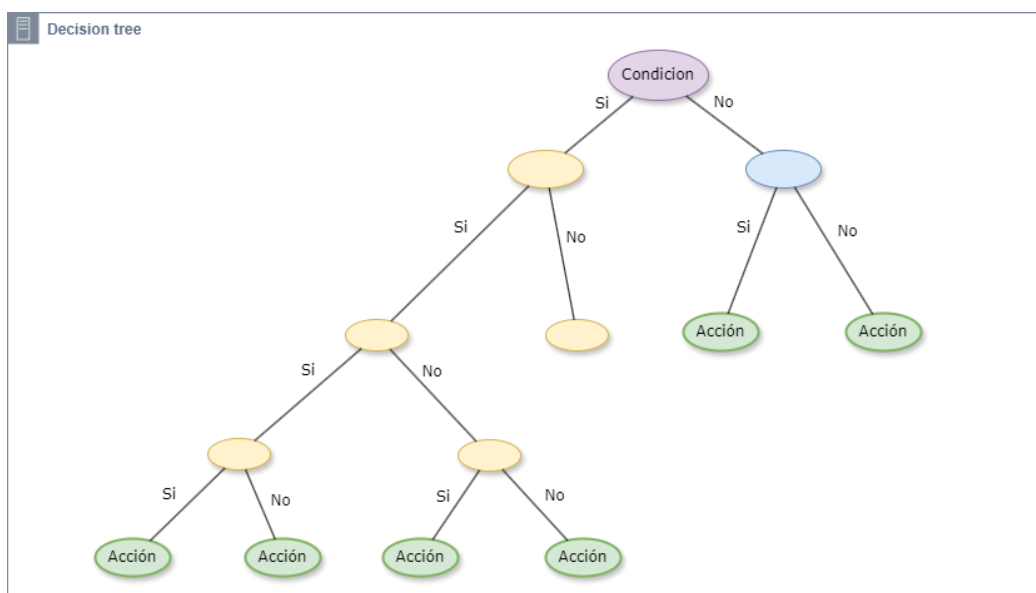 Decision tree
Condicion
Si
No
Si
No
Si
No
Acción
Acción
Si
No
Si
No
Si
No
Acción
Acción
Acción
Acción